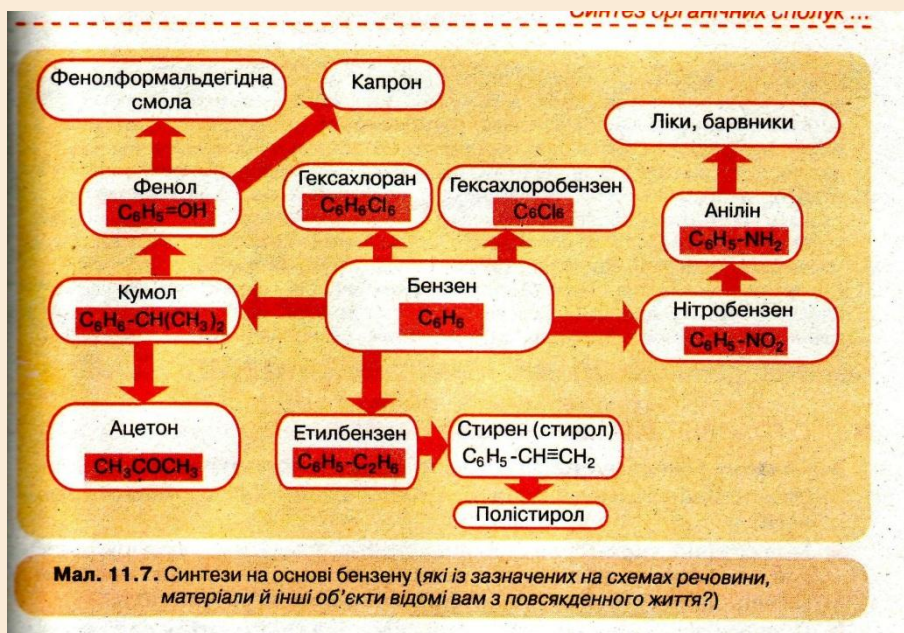 Синтез органічних сполук ...
Фенолформальдегідна
смола
Капрон
Ліки, барвники
Фенол
C₆H₅=OH
Гексахлоран
C₆H₆Cl₆
Гексахлоробензен
C₆Cl₆
Анілін
C₆H₅-NH₂
Кумол
C₆H₆-CH(CH₃)₂
Бензен
C₆H₆
Нітробензен
C₆H₅-NO₂
Ацетон
CH₃COCH₃
Етилбензен
C₆H₅-C₂H₆
Стирен (стирол)
C₆H₅-CH≡CH₂
Полістирол
Мал. 11.7. Синтези на основі бензену (які із зазначених на схемах речовини,
матеріали й інші об’єкти відомі вам з повсякденного життя?)